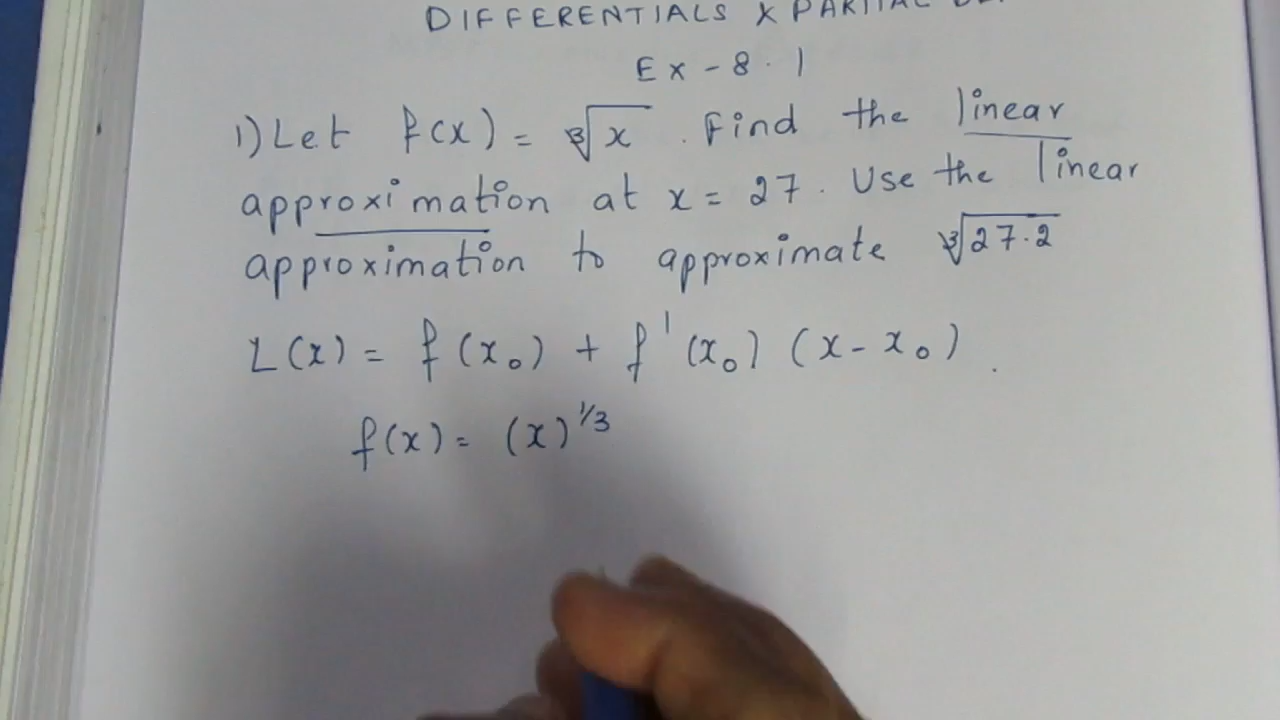 DIFFERENTIALS & PARTIAL
Ex - 8.1
1) Let f(x) = ∛x. Find the linear
approximation at x = 27. Use the linear
approximation to approximate ∛27.2
L(x) = f(x₀) + f'(x₀) (x - x₀).
f(x) = (x)^1/3